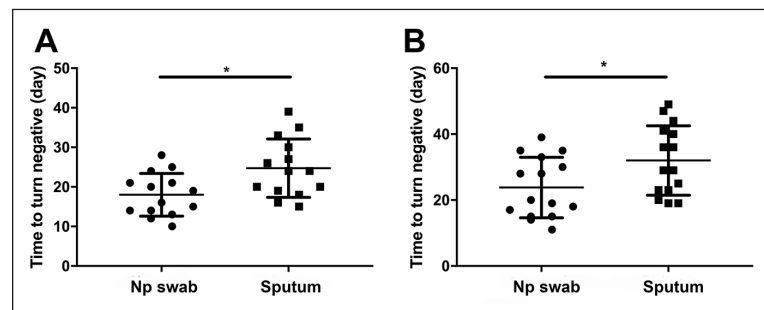 A
Time to turn negative (day)
50
40
30
20
10
0
*
Np swab
Sputum
B
Time to turn negative (day)
60
40
20
0
*
Np swab
Sputum